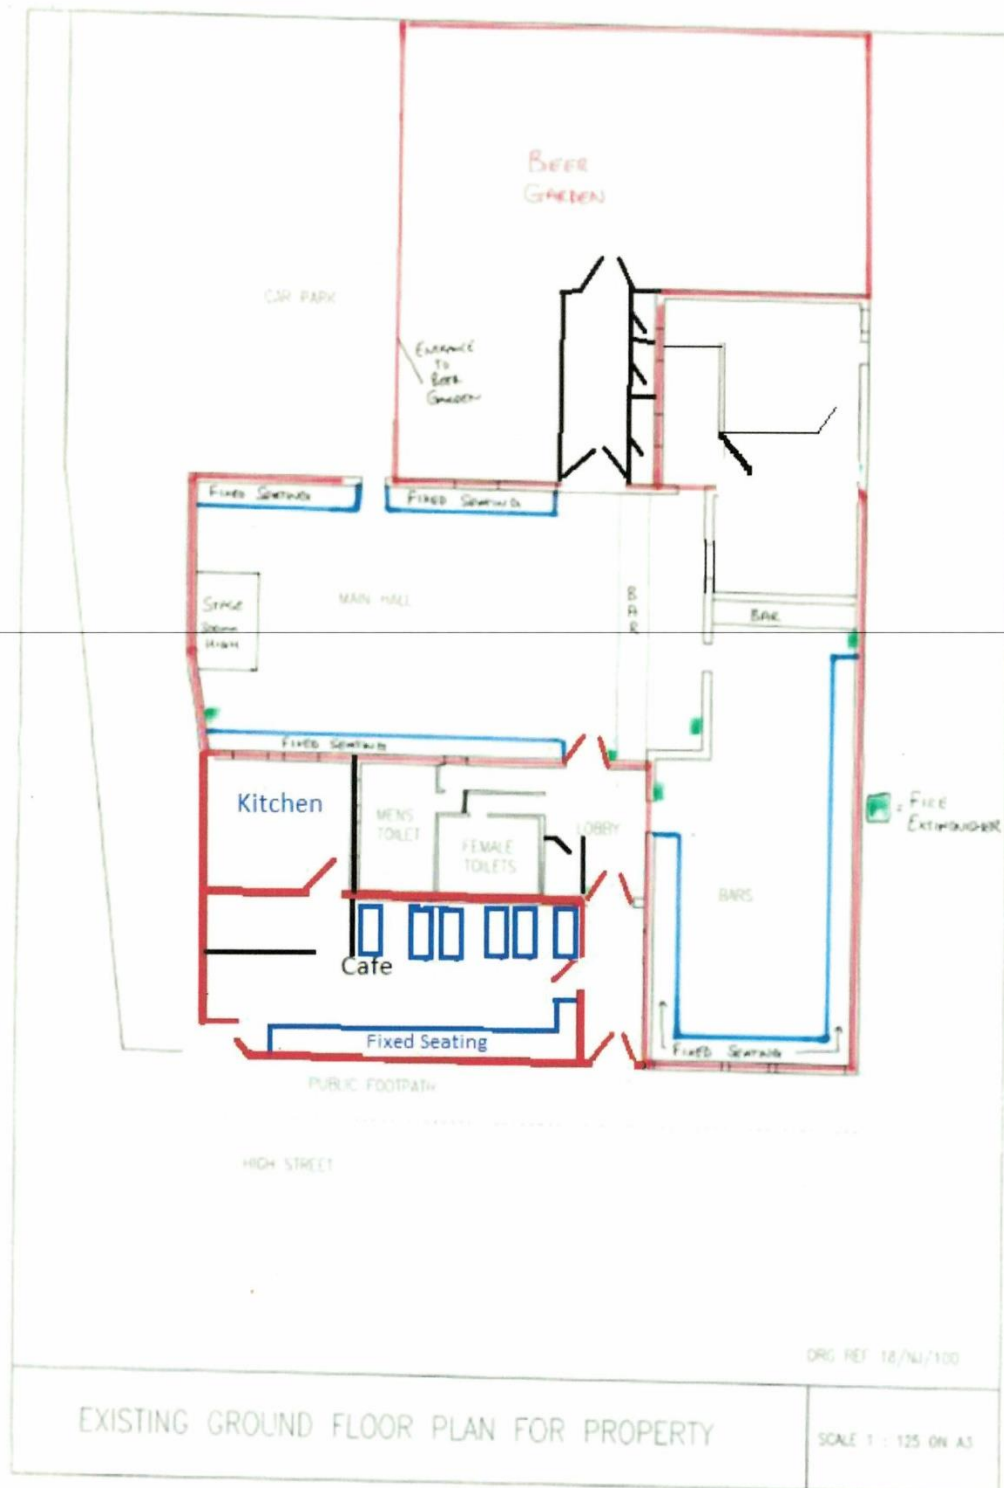 BEER
GARDEN
CAR PARK
ENTRANCE
TO
BEER
GARDEN
FIXED SEATING
FIXED SEATING
STAGE
HIGH
MAIN HALL
B
A
R
BAR
FIXED SEATING
Kitchen
MENS
TOILET
FEMALE
TOILETS
LOBBY
= FIRE
EXTINGUISHER
BARS
Cafe
Fixed Seating
FIXED SEATING
PUBLIC FOOTPATH
HIGH STREET
DRG REF 18/NJ/100
EXISTING GROUND FLOOR PLAN FOR PROPERTY
SCALE 1 : 125 ON A3